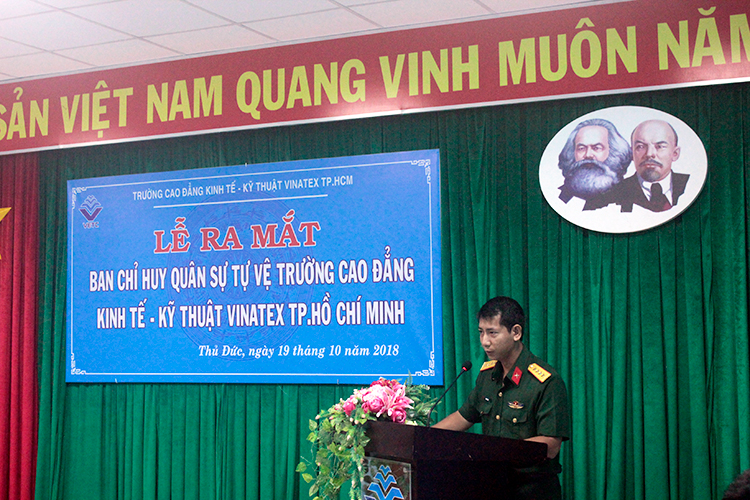 SẢN VIỆT NAM QUANG VINH MUÔN NĂM
TRƯỜNG CAO ĐẲNG KINH TẾ - KỸ THUẬT VINATEX TP.HCM
VETC
LỄ RA MẮT
BAN CHỈ HUY QUÂN SỰ TỰ VỆ TRƯỜNG CAO ĐẲNG
KINH TẾ - KỸ THUẬT VINATEX TP.HỒ CHÍ MINH
Thủ Đức, ngày 19 tháng 10 năm 2018